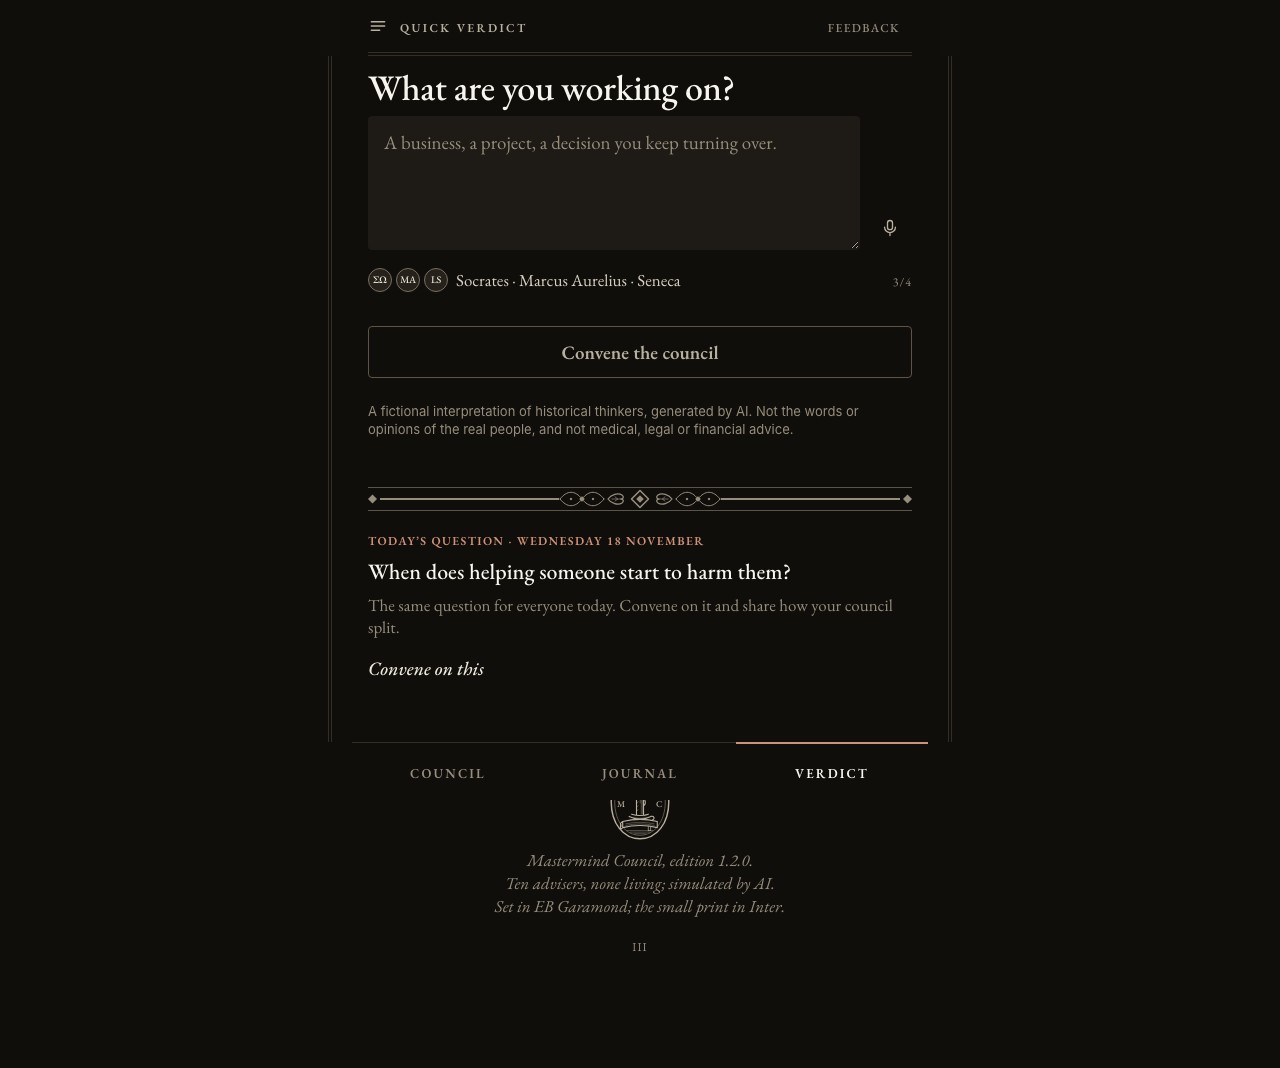 QUICK VERDICT
FEEDBACK
What are you working on?
A business, a project, a decision you keep turning over.
ΣΩ MA LS Socrates · Marcus Aurelius · Seneca
3/4
Convene the council
A fictional interpretation of historical thinkers, generated by AI. Not the words or
opinions of the real people, and not medical, legal or financial advice.
TODAY'S QUESTION · WEDNESDAY 18 NOVEMBER
When does helping someone start to harm them?
The same question for everyone today. Convene on it and share how your council
split.
Convene on this
COUNCIL
JOURNAL
VERDICT
M C
Mastermind Council, edition 1.2.0.
Ten advisers, none living; simulated by AI.
Set in EB Garamond; the small print in Inter.
III